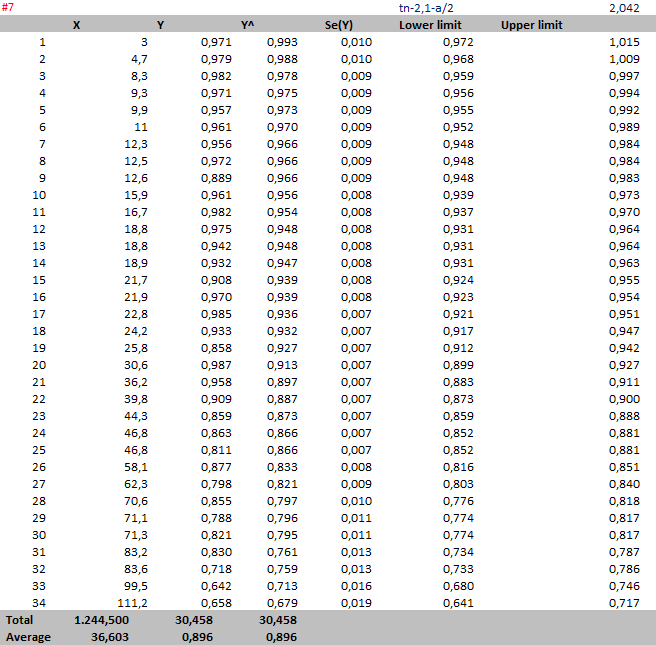 #7 tn-2,1-a/2 2,042
X Y Y^ Se(Y) Lower limit Upper limit
1 3 0,971 0,993 0,010 0,972 1,015
2 4,7 0,979 0,988 0,010 0,968 1,009
3 8,3 0,982 0,978 0,009 0,959 0,997
4 9,3 0,971 0,975 0,009 0,956 0,994
5 9,9 0,957 0,973 0,009 0,955 0,992
6 11 0,961 0,970 0,009 0,952 0,989
7 12,3 0,956 0,966 0,009 0,948 0,984
8 12,5 0,972 0,966 0,009 0,948 0,984
9 12,6 0,889 0,966 0,009 0,948 0,983
10 15,9 0,961 0,956 0,008 0,939 0,973
11 16,7 0,982 0,954 0,008 0,937 0,970
12 18,8 0,975 0,948 0,008 0,931 0,964
13 18,8 0,942 0,948 0,008 0,931 0,964
14 18,9 0,932 0,947 0,008 0,931 0,963
15 21,7 0,908 0,939 0,008 0,924 0,955
16 21,9 0,970 0,939 0,008 0,923 0,954
17 22,8 0,985 0,936 0,007 0,921 0,951
18 24,2 0,933 0,932 0,007 0,917 0,947
19 25,8 0,858 0,927 0,007 0,912 0,942
20 30,6 0,987 0,913 0,007 0,899 0,927
21 36,2 0,958 0,897 0,007 0,883 0,911
22 39,8 0,909 0,887 0,007 0,873 0,900
23 44,3 0,859 0,873 0,007 0,859 0,888
24 46,8 0,863 0,866 0,007 0,852 0,881
25 46,8 0,811 0,866 0,007 0,852 0,881
26 58,1 0,877 0,833 0,008 0,816 0,851
27 62,3 0,798 0,821 0,009 0,803 0,840
28 70,6 0,855 0,797 0,010 0,776 0,818
29 71,1 0,788 0,796 0,011 0,774 0,817
30 71,3 0,821 0,795 0,011 0,774 0,817
31 83,2 0,830 0,761 0,013 0,734 0,787
32 83,6 0,718 0,759 0,013 0,733 0,786
33 99,5 0,642 0,713 0,016 0,680 0,746
34 111,2 0,658 0,679 0,019 0,641 0,717
Total 1.244,500 30,458 30,458
Average 36,603 0,896 0,896